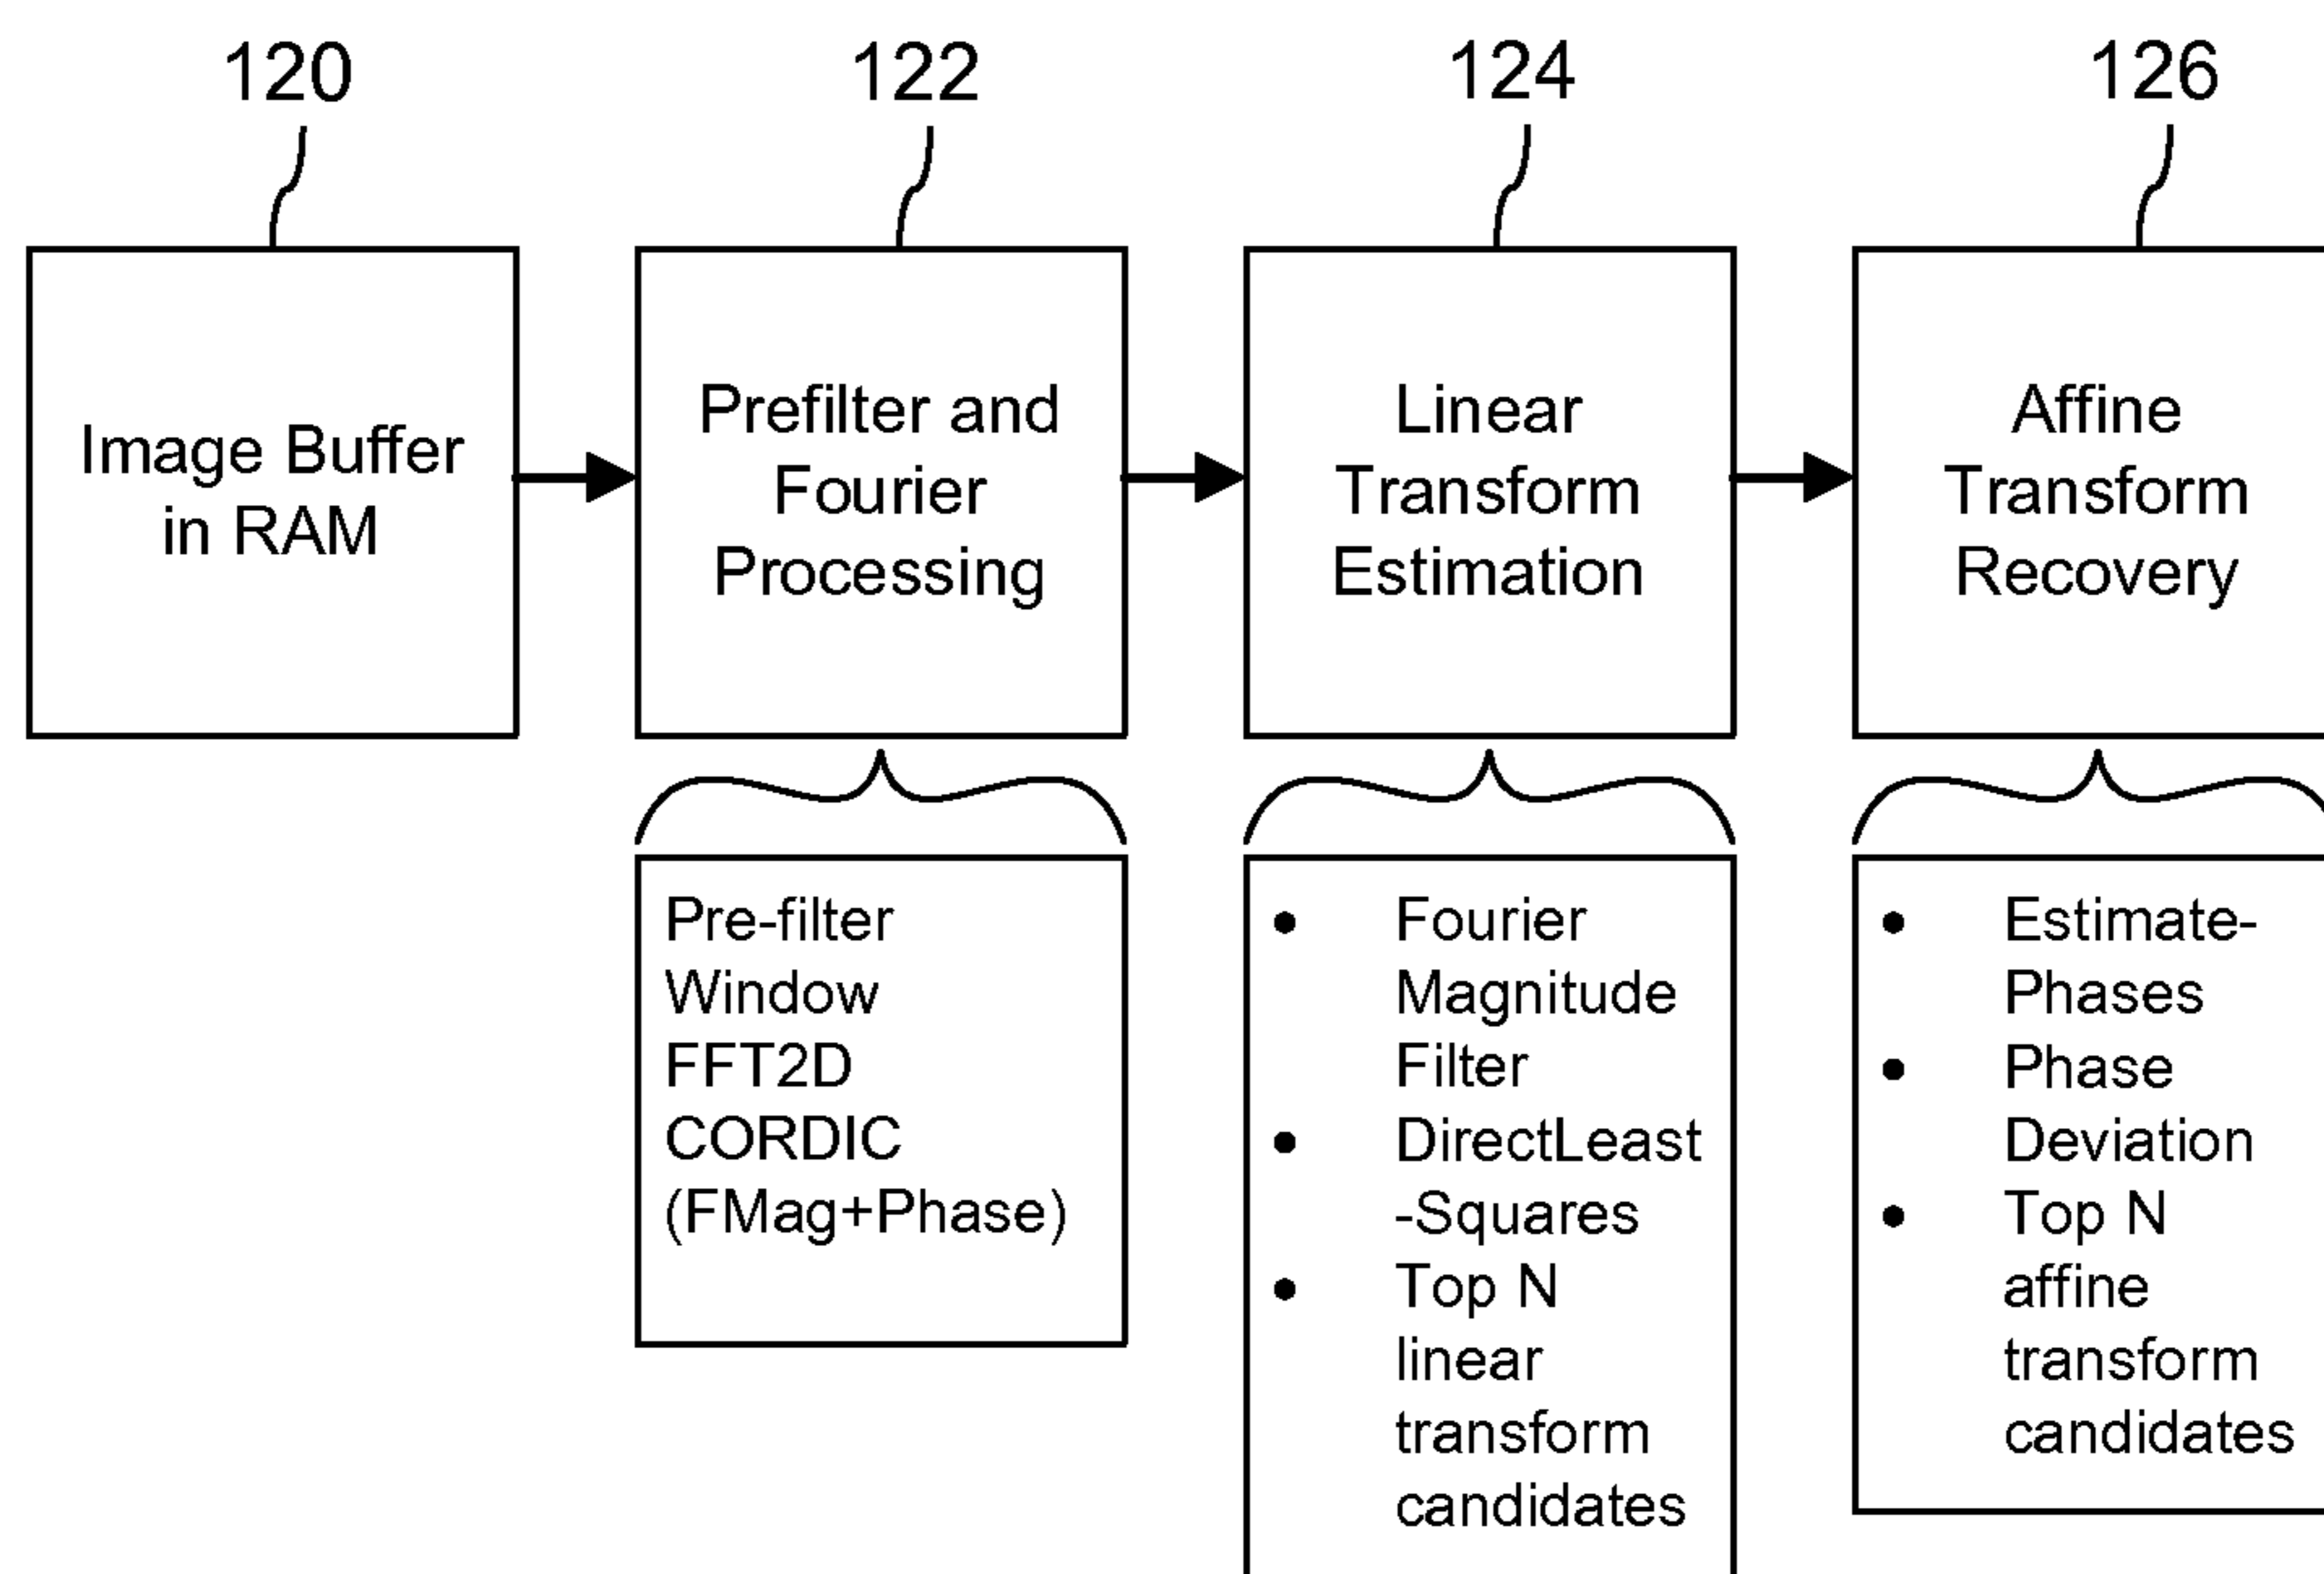 120
122
124
126
Image Buffer
in RAM
Prefilter and
Fourier
Processing
Linear
Transform
Estimation
Affine
Transform
Recovery
Pre-filter
Window
FFT2D
CORDIC
(FMag+Phase)
• Fourier
Magnitude
Filter
• DirectLeast
-Squares
• Top N
linear
transform
candidates
• Estimate-
Phases
• Phase
Deviation
• Top N
affine
transform
candidates